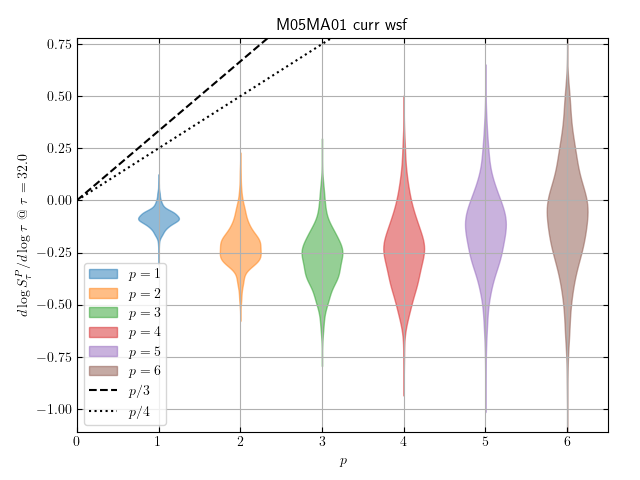 M05MA01 curr wsf
d log S_τ^p / d log τ @ τ = 32.0
0.75
0.50
0.25
0.00
−0.25
−0.50
−0.75
−1.00
p = 1
p = 2
p = 3
p = 4
p = 5
p = 6
p/3
p/4
0 1 2 3 4 5 6
p